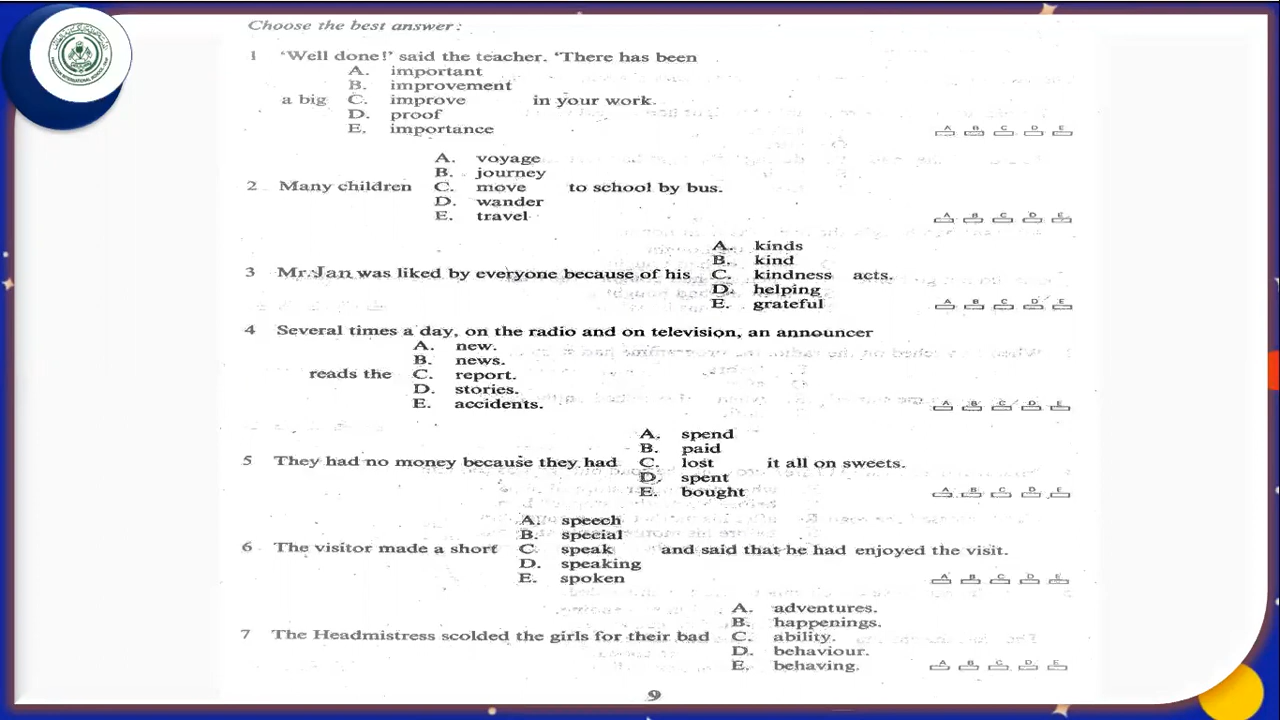 Choose the best answer:
1 ‘Well done!’ said the teacher. ‘There has been
A. important
B. improvement
a big C. improve in your work.
D. proof
E. importance
A B C D E
A. voyage
B. journey
2 Many children C. move to school by bus.
D. wander
E. travel
A B C D E
A. kinds
B. kind
3 Mr. Jan was liked by everyone because of his C. kindness acts.
D. helping
E. grateful
A B C D E
4 Several times a day, on the radio and on television, an announcer
A. new.
B. news.
reads the C. report.
D. stories.
E. accidents.
A B C D E
A. spend
B. paid
5 They had no money because they had C. lost it all on sweets.
D. spent
E. bought
A B C D E
A. speech
B. special
6 The visitor made a short C. speak and said that he had enjoyed the visit.
D. speaking
E. spoken
A B C D E
A. adventures.
B. happenings.
7 The Headmistress scolded the girls for their bad C. ability.
D. behaviour.
E. behaving.
A B C D E
9